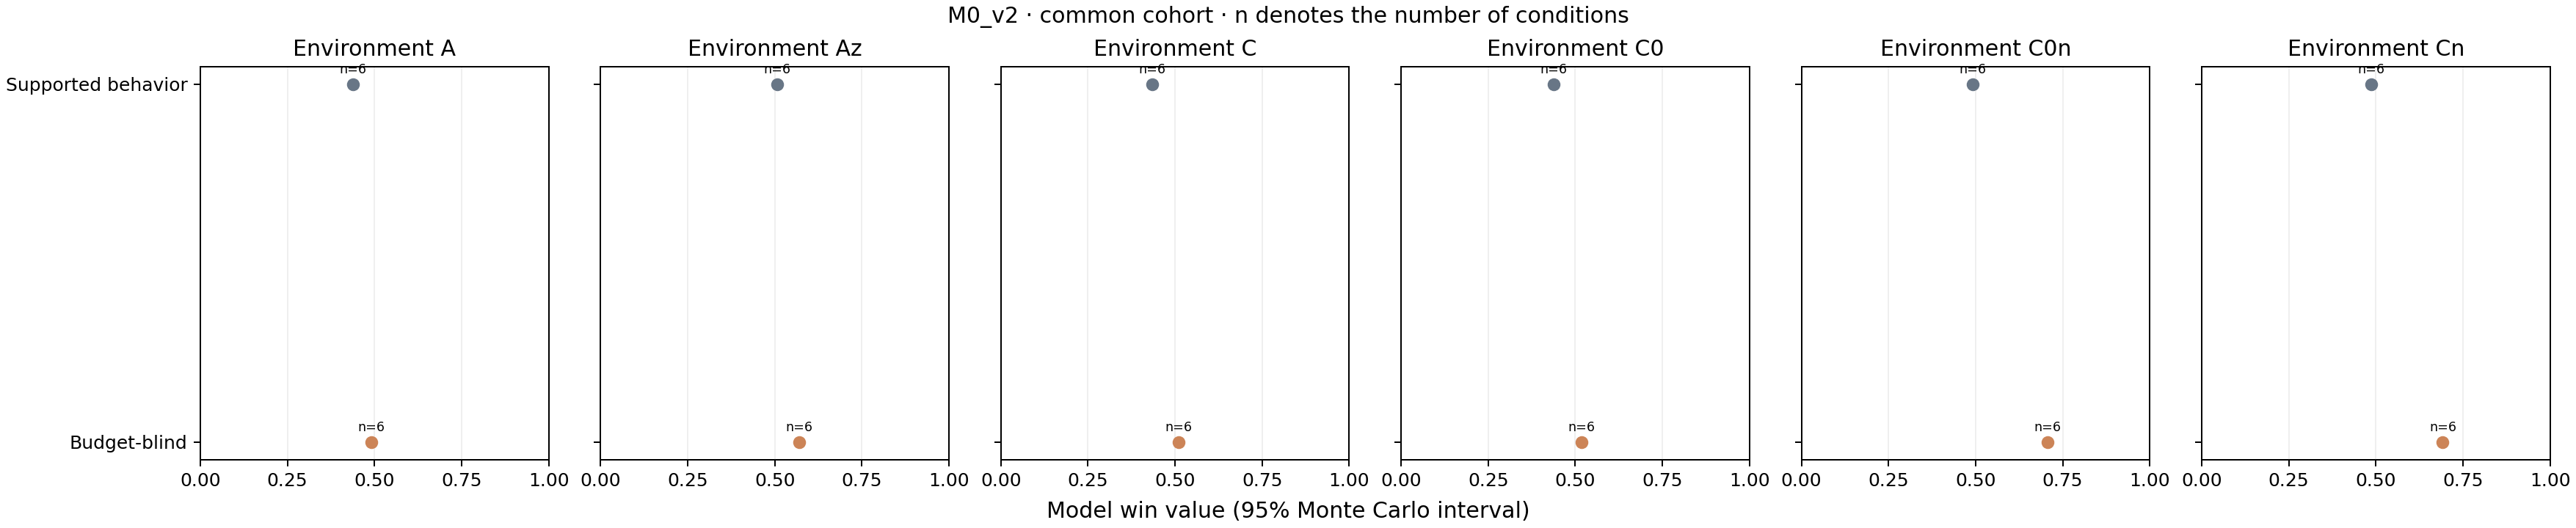 M0_v2 · common cohort · n denotes the number of conditions
Environment A
Environment Az
Environment C
Environment C0
Environment C0n
Environment Cn
Supported behavior
n=6
n=6
n=6
n=6
n=6
n=6
Budget-blind
n=6
n=6
n=6
n=6
n=6
n=6
0.00 0.25 0.50 0.75 1.00
0.00 0.25 0.50 0.75 1.00
0.00 0.25 0.50 0.75 1.00
0.00 0.25 0.50 0.75 1.00
0.00 0.25 0.50 0.75 1.00
0.00 0.25 0.50 0.75 1.00
Model win value (95% Monte Carlo interval)